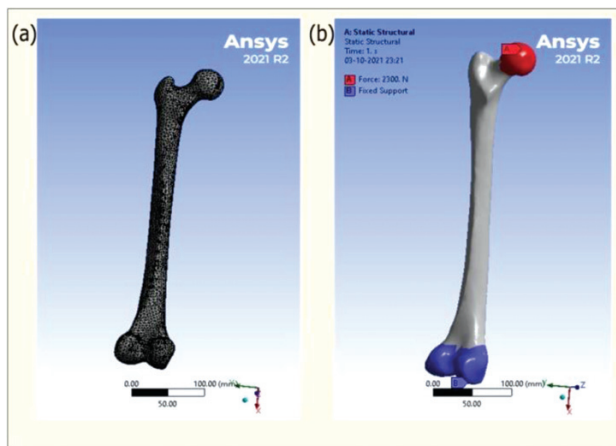 (a)
Ansys
2021 R2
0.00 100.00 (mm)
50.00
X
(b)
A: Static Structural
Static Structural
Time: 1. s
03-10-2021 23:21
A Force: 2300. N
B Fixed Support
Ansys
2021 R2
A
B
0.00 100.00 (mm)
50.00
Y
Z
X